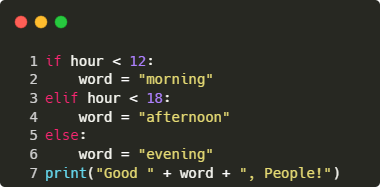 1 if hour < 12:
2     word = "morning"
3 elif hour < 18:
4     word = "afternoon"
5 else:
6     word = "evening"
7 print("Good " + word + ", People!")